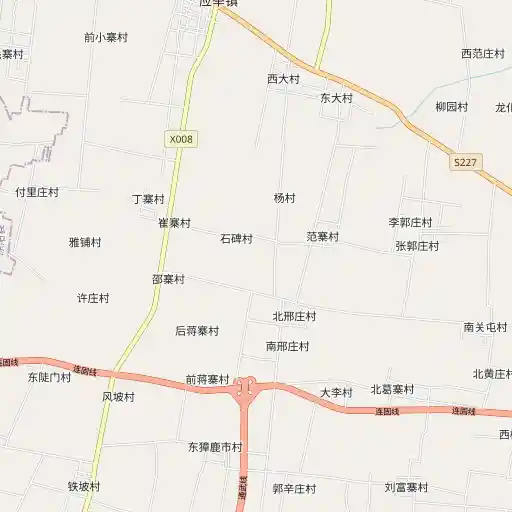 应举镇
前小寨村
西范庄村
西大村
东大村
柳园村
X008
S227
付里庄村
丁寨村
杨村
崔寨村
李郭庄村
雅铺村
石碑村
范寨村
张郭庄村
邵寨村
许庄村
北邢庄村
后蒋寨村
南关屯村
南邢庄村
连固线
东陡门村
前蒋寨村
北黄庄村
风坡村
大李村
北葛寨村
连固线
连固线
东獐鹿市村
铁坡村
郭辛庄村
刘富寨村